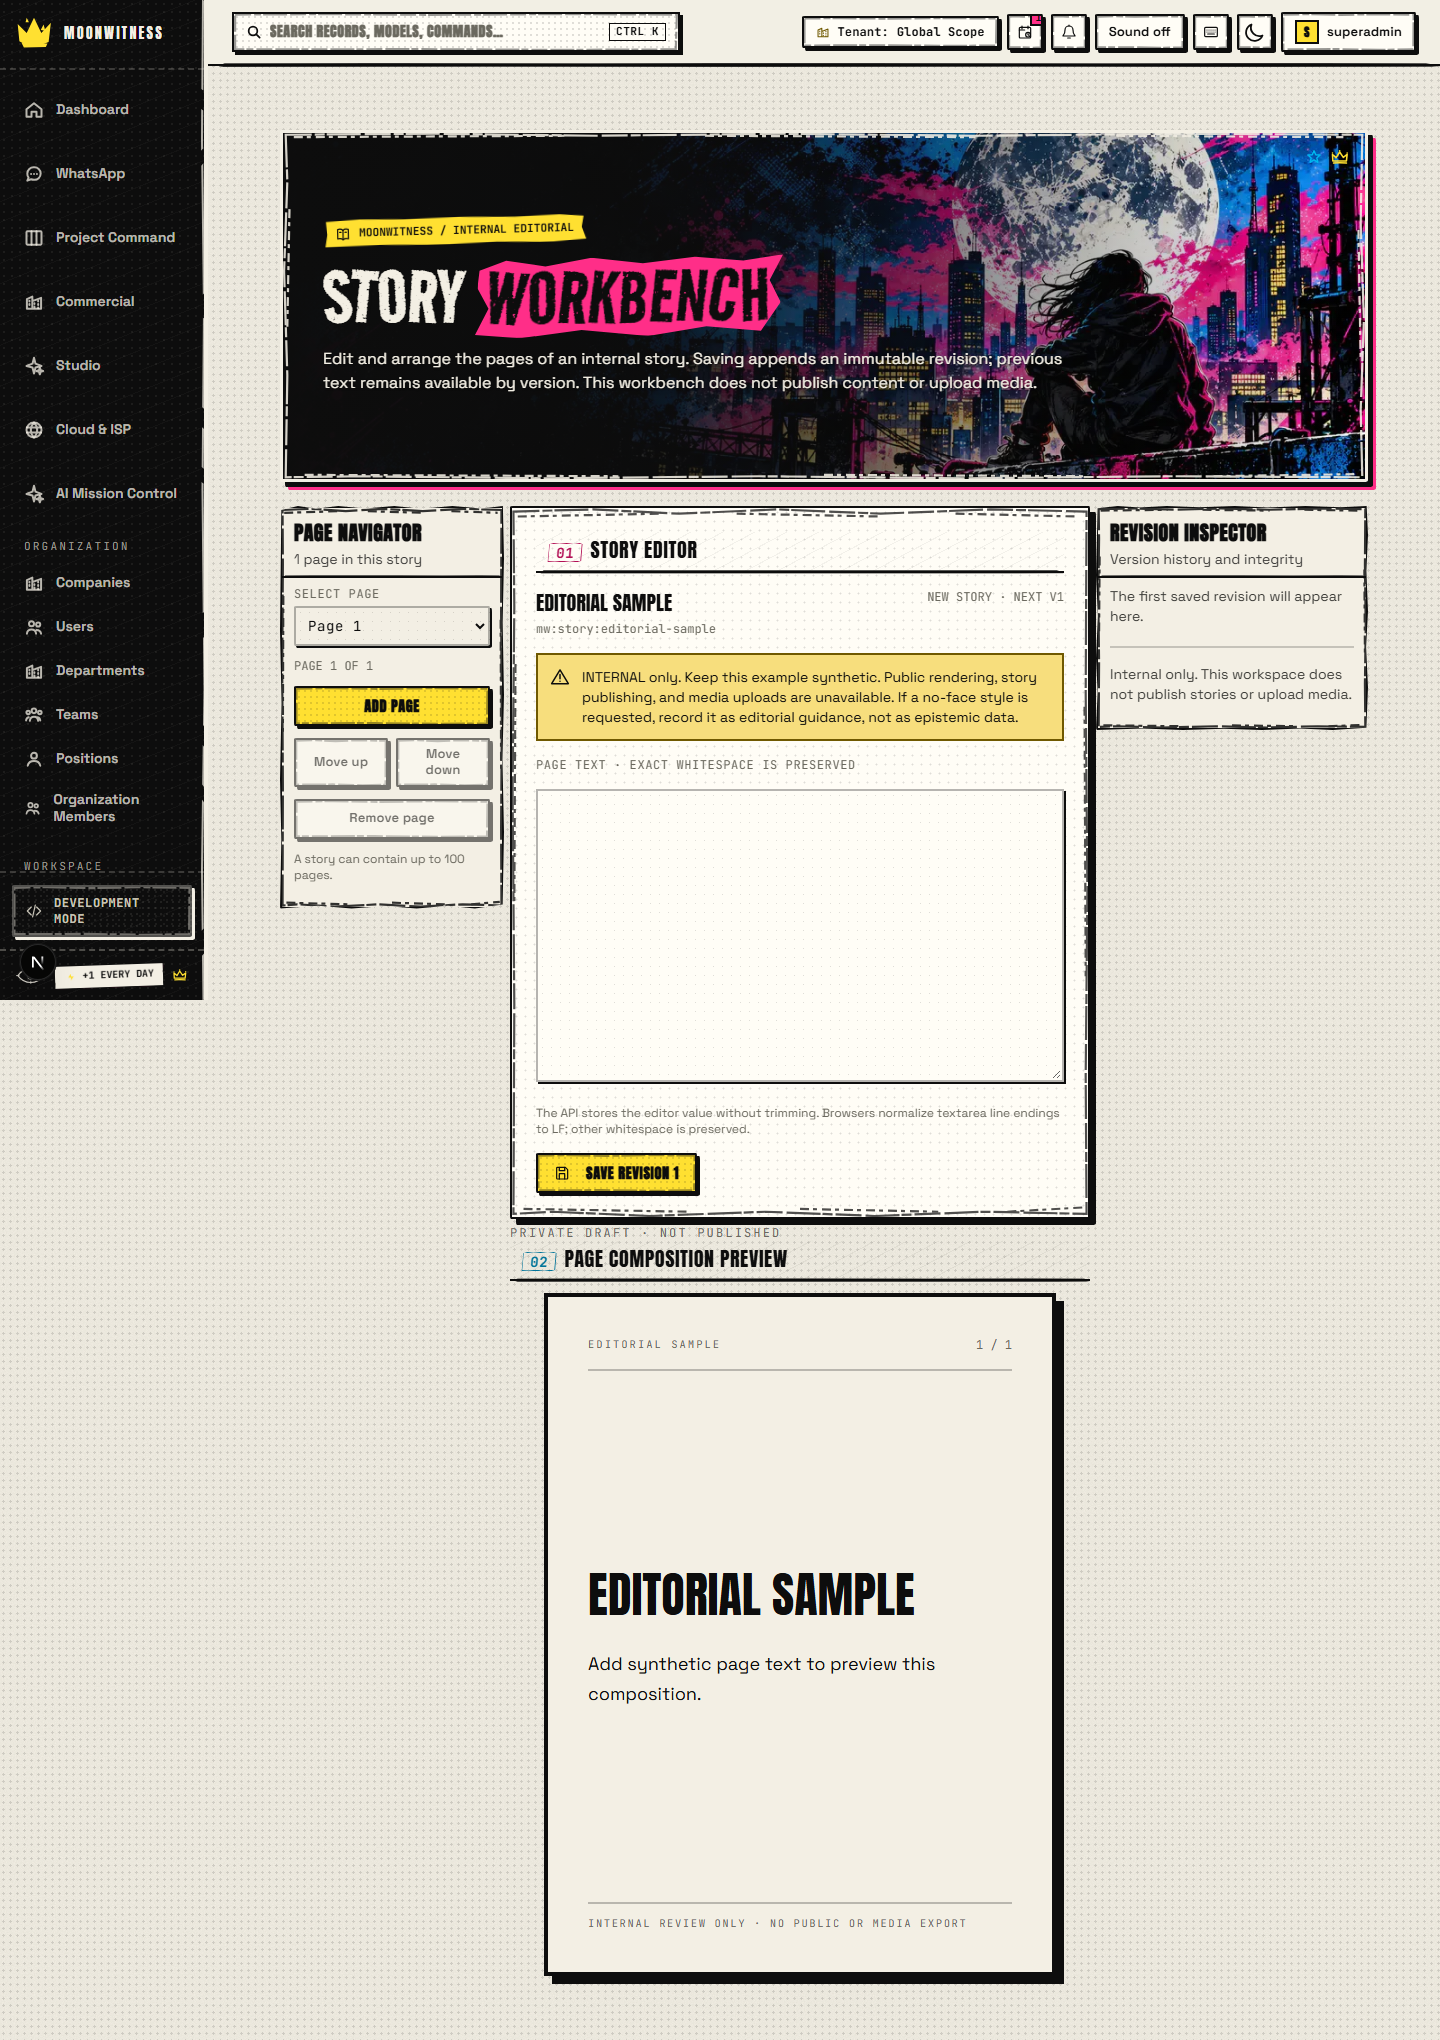 MOONWITNESS
SEARCH RECORDS, MODELS, COMMANDS...
CTRL K
Tenant: Global Scope
Sound off
S
superadmin
Dashboard
WhatsApp
Project Command
Commercial
Studio
Cloud & ISP
AI Mission Control
ORGANIZATION
Companies
Users
Departments
Teams
Positions
Organization
Members
WORKSPACE
DEVELOPMENT
MODE
N
+1 EVERY DAY
MOONWITNESS / INTERNAL EDITORIAL
STORY WORKBENCH
Edit and arrange the pages of an internal story. Saving appends an immutable revision; previous
text remains available by version. This workbench does not publish content or upload media.
PAGE NAVIGATOR
1 page in this story
SELECT PAGE
Page 1
PAGE 1 OF 1
ADD PAGE
Move up
Move
down
Remove page
A story can contain up to 100
pages.
01 STORY EDITOR
EDITORIAL SAMPLE
NEW STORY · NEXT V1
mw:story:editorial-sample
INTERNAL only. Keep this example synthetic. Public rendering, story
publishing, and media uploads are unavailable. If a no-face style is
requested, record it as editorial guidance, not as epistemic data.
PAGE TEXT · EXACT WHITESPACE IS PRESERVED
The API stores the editor value without trimming. Browsers normalize textarea line endings
to LF; other whitespace is preserved.
SAVE REVISION 1
REVISION INSPECTOR
Version history and integrity
The first saved revision will appear
here.
Internal only. This workspace does
not publish stories or upload media.
PRIVATE DRAFT · NOT PUBLISHED
02 PAGE COMPOSITION PREVIEW
EDITORIAL SAMPLE
1 / 1
EDITORIAL SAMPLE
Add synthetic page text to preview this
composition.
INTERNAL REVIEW ONLY · NO PUBLIC OR MEDIA EXPORT